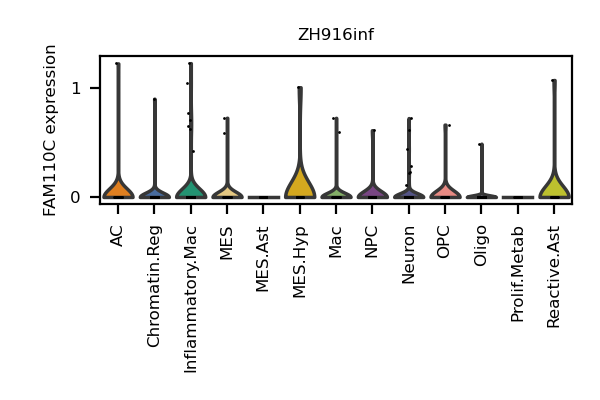 ZH916inf
FAM110C expression
1
0
AC
Chromatin.Reg
Inflammatory.Mac
MES
MES.Ast
MES.Hyp
Mac
NPC
Neuron
OPC
Oligo
Prolif.Metab
Reactive.Ast